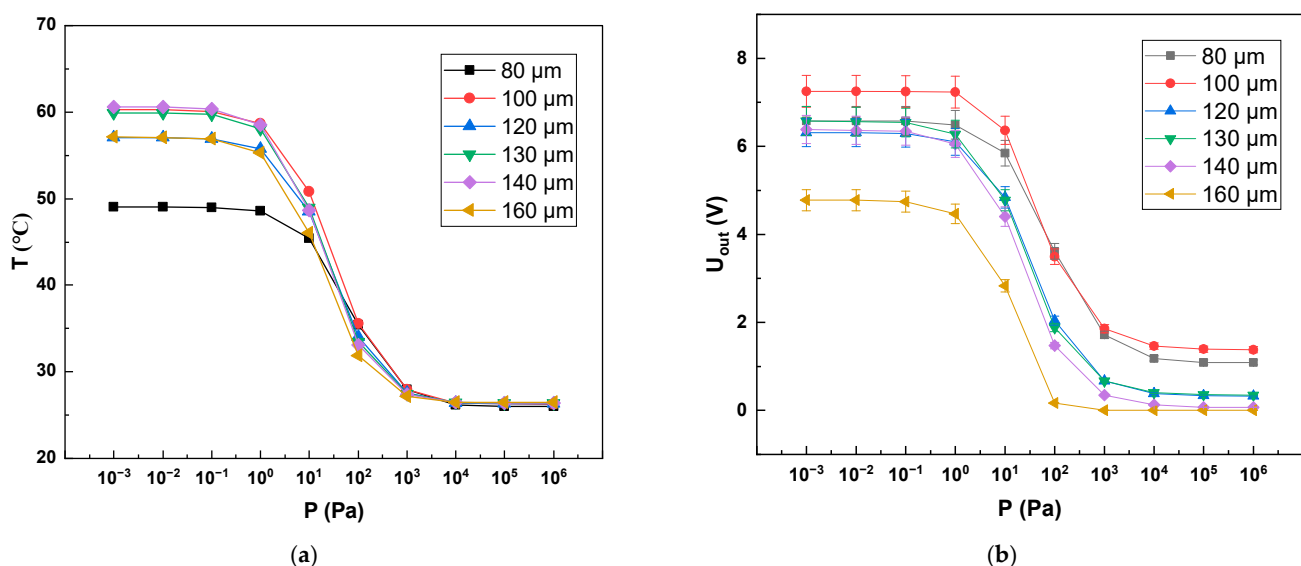 T (℃)
70
60
50
40
30
20
80 µm
100 µm
120 µm
130 µm
140 µm
160 µm
10⁻³ 10⁻² 10⁻¹ 10⁰ 10¹ 10² 10³ 10⁴ 10⁵ 10⁶
P (Pa)
(a)
U_out (V)
8
6
4
2
0
80 µm
100 µm
120 µm
130 µm
140 µm
160 µm
10⁻³ 10⁻² 10⁻¹ 10⁰ 10¹ 10² 10³ 10⁴ 10⁵ 10⁶
P (Pa)
(b)